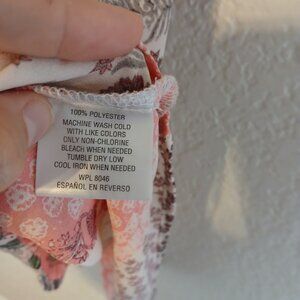 100% POLYESTER
MACHINE WASH COLD
WITH LIKE COLORS
ONLY NON-CHLORINE
BLEACH WHEN NEEDED
TUMBLE DRY LOW
COOL IRON WHEN NEEDED
WPL 8046
ESPAÑOL EN REVERSO